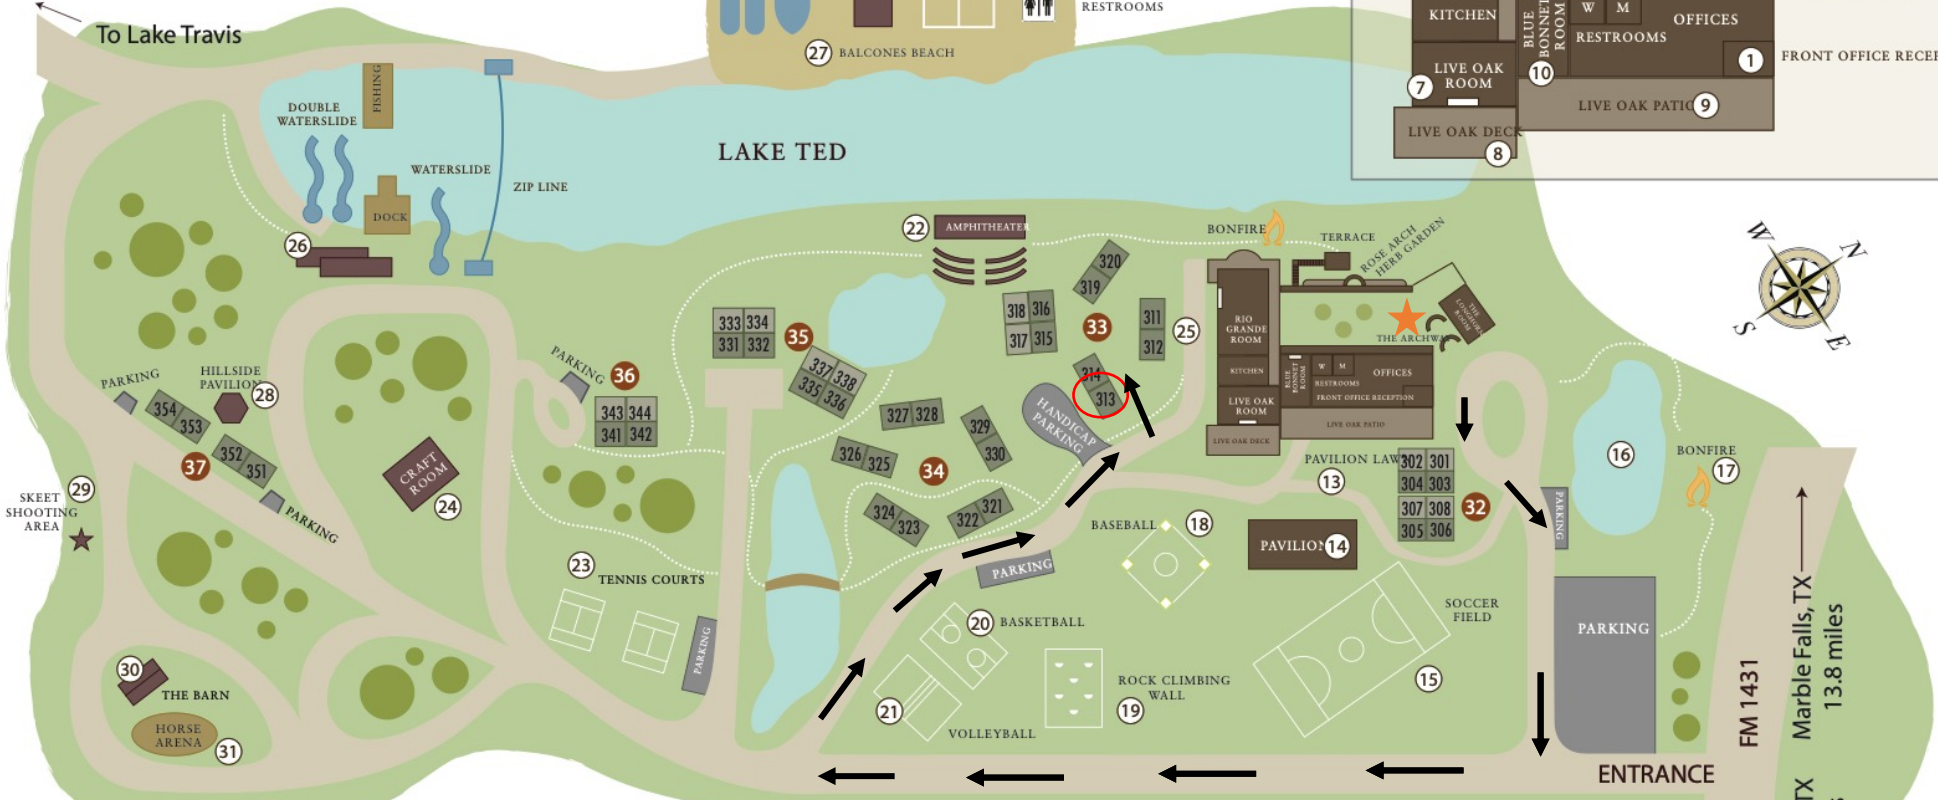 To Lake Travis
RESTROOMS
27 BALCONES BEACH
KITCHEN
BLUE
BONNET
ROOM
W M
RESTROOMS
OFFICES
10
1 FRONT OFFICE RECEP
LIVE OAK
ROOM
7
LIVE OAK PATIO 9
LIVE OAK DECK
8
FISHING
DOUBLE
WATERSLIDE
WATERSLIDE
ZIP LINE
DOCK
26
LAKE TED
22 AMPHITHEATER
BONFIRE
TERRACE
ROSE ARCH
HERB GARDEN
THE
LONGHORN
ROOM
THE ARCHWAY
W N
S E
320
319
318 316
317 315
33
311
312
25
314
313
HANDICAP
PARKING
RIO
GRANDE
ROOM
KITCHEN
LIVE OAK
ROOM
LIVE OAK DECK
BLUE
BONNET
ROOM
W M
RESTROOMS
OFFICES
FRONT OFFICE RECEPTION
LIVE OAK PATIO
333 334
331 332
35
337 338
335 336
PARKING
36
343 344
341 342
327 328
329
330
326 325
34
324 323
322 321
PARKING
HILLSIDE
PAVILION
28
354
353
352
351
37
PARKING
CRAFT
ROOM
24
29
SKEET
SHOOTING
AREA
23
TENNIS COURTS
PARKING
PARKING
BASEBALL 18
PAVILION LAWN
13
302 301
304 303
307 308
305 306
32
PAVILION 14
PARKING
16
BONFIRE
17
20 BASKETBALL
21
VOLLEYBALL
ROCK CLIMBING
WALL
19
SOCCER
FIELD
15
PARKING
30
THE BARN
HORSE
ARENA
31
ENTRANCE
FM 1431
Marble Falls, TX
13.8 miles
TX